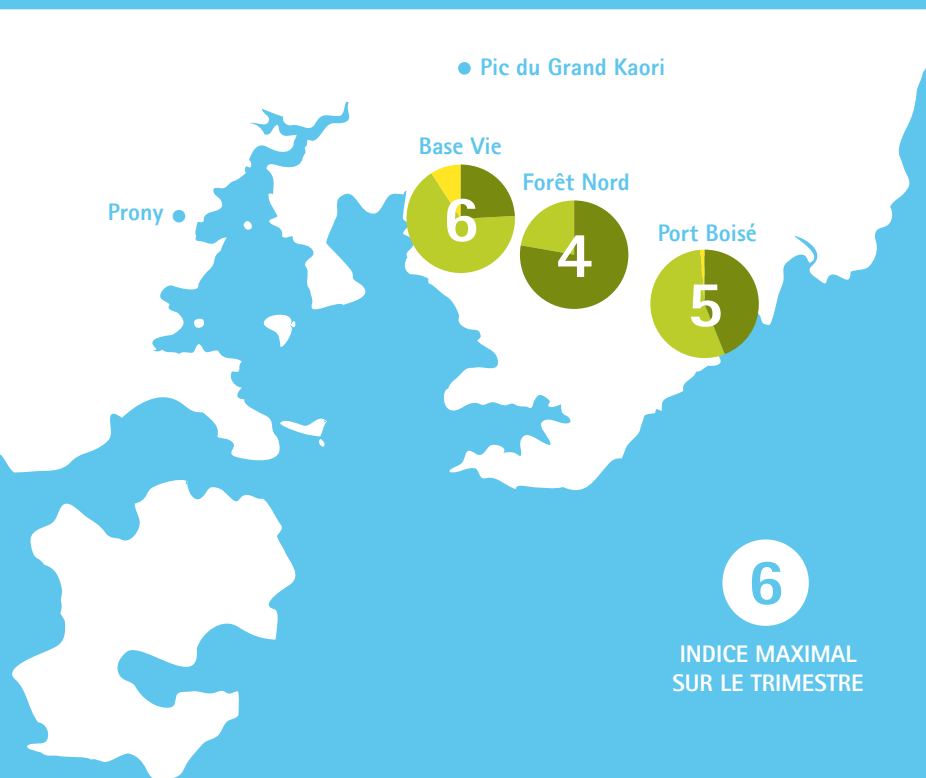 Pic du Grand Kaori
Base Vie
6
Forêt Nord
4
Prony
Port Boisé
5
6
INDICE MAXIMAL
SUR LE TRIMESTRE